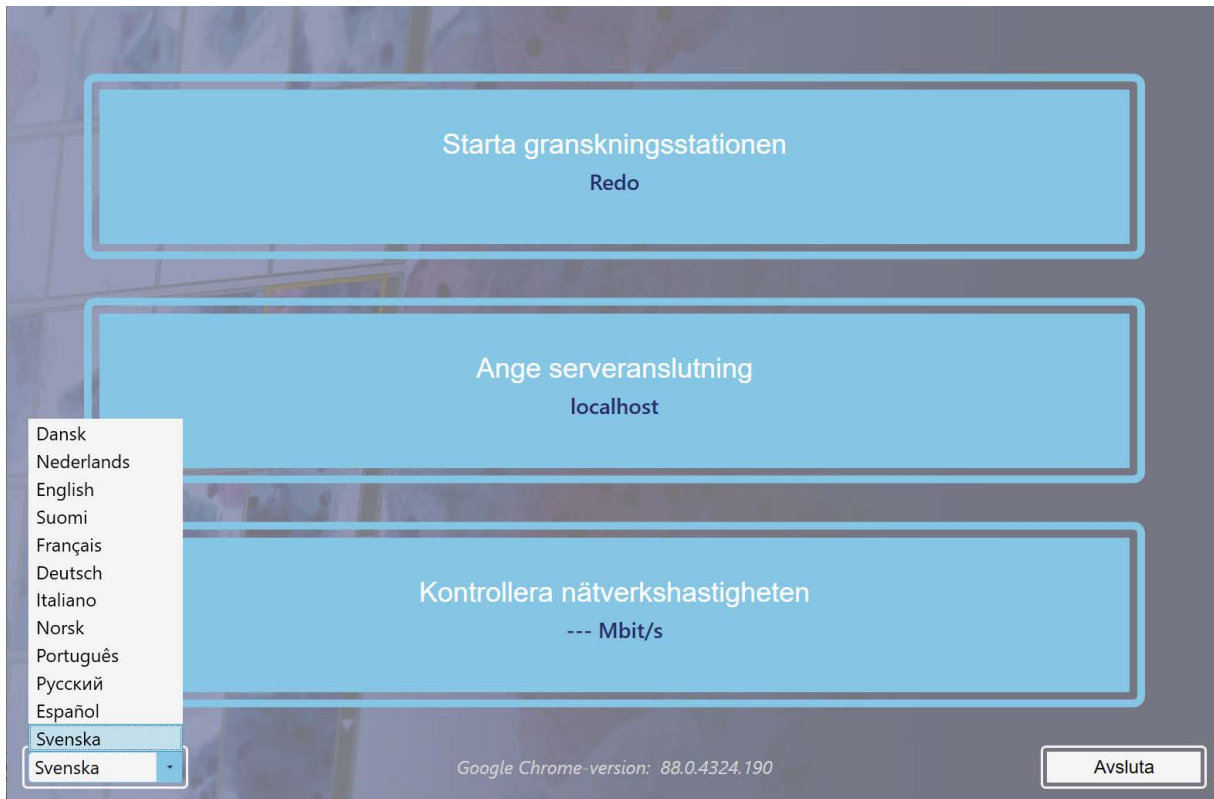 Starta granskningsstationen
Redo
Ange serveranslutning
localhost
Kontrollera nätverkshastigheten
--- Mbit/s
Dansk
Nederlands
English
Suomi
Français
Deutsch
Italiano
Norsk
Português
Русский
Español
Svenska
Svenska
Google Chrome-version: 88.0.4324.190
Avsluta